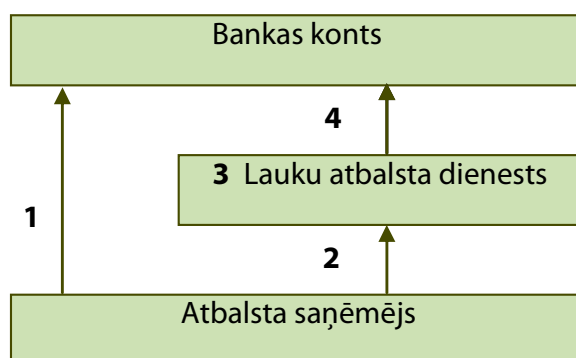 Bankas konts
4
3 Lauku atbalsta dienests
1
2
Atbalsta saņēmējs